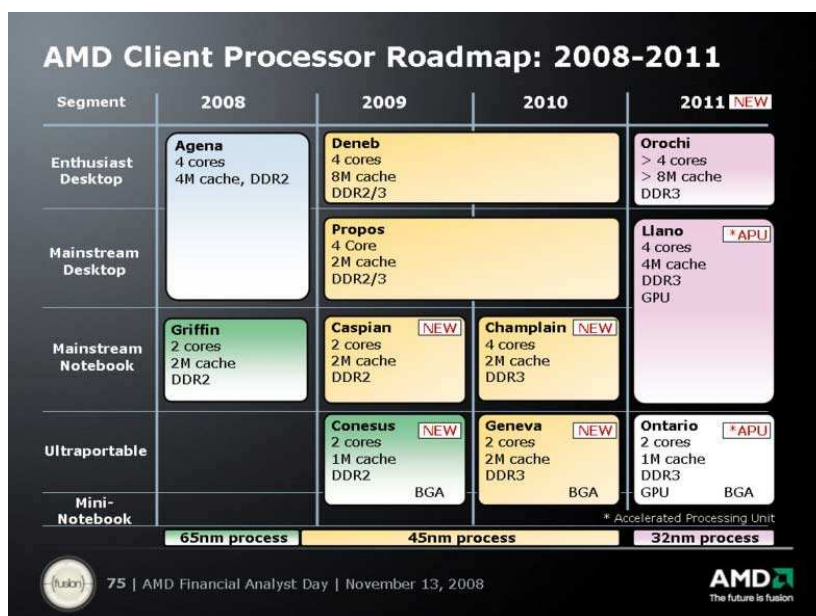 AMD Client Processor Roadmap: 2008-2011
Segment 2008 2009 2010 2011 NEW
Enthusiast
Desktop
Agena
4 cores
4M cache, DDR2
Deneb
4 cores
8M cache
DDR2/3
Orochi
> 4 cores
> 8M cache
DDR3
Mainstream
Desktop
Propos
4 Core
2M cache
DDR2/3
Llano *APU
4 cores
4M cache
DDR3
GPU
Mainstream
Notebook
Griffin
2 cores
2M cache
DDR2
Caspian NEW
2 cores
2M cache
DDR2
Champlain NEW
4 cores
2M cache
DDR3
Ultraportable
Conesus NEW
2 cores
1M cache
DDR2
BGA
Geneva NEW
2 cores
2M cache
DDR3
BGA
Ontario *APU
2 cores
1M cache
DDR3
GPU BGA
Mini-
Notebook
* Accelerated Processing Unit
65nm process 45nm process 32nm process
fusion 75 | AMD Financial Analyst Day | November 13, 2008
AMD
The future is fusion